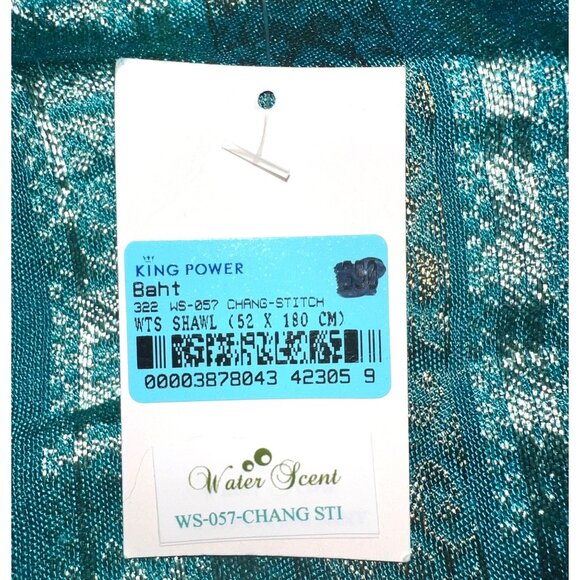 KING POWER
Baht
322 WS-057 CHANG-STITCH
WTS SHAWL (52 X 180 CM)
00003878043 42305 9
Water Scent
WS-057-CHANG STI